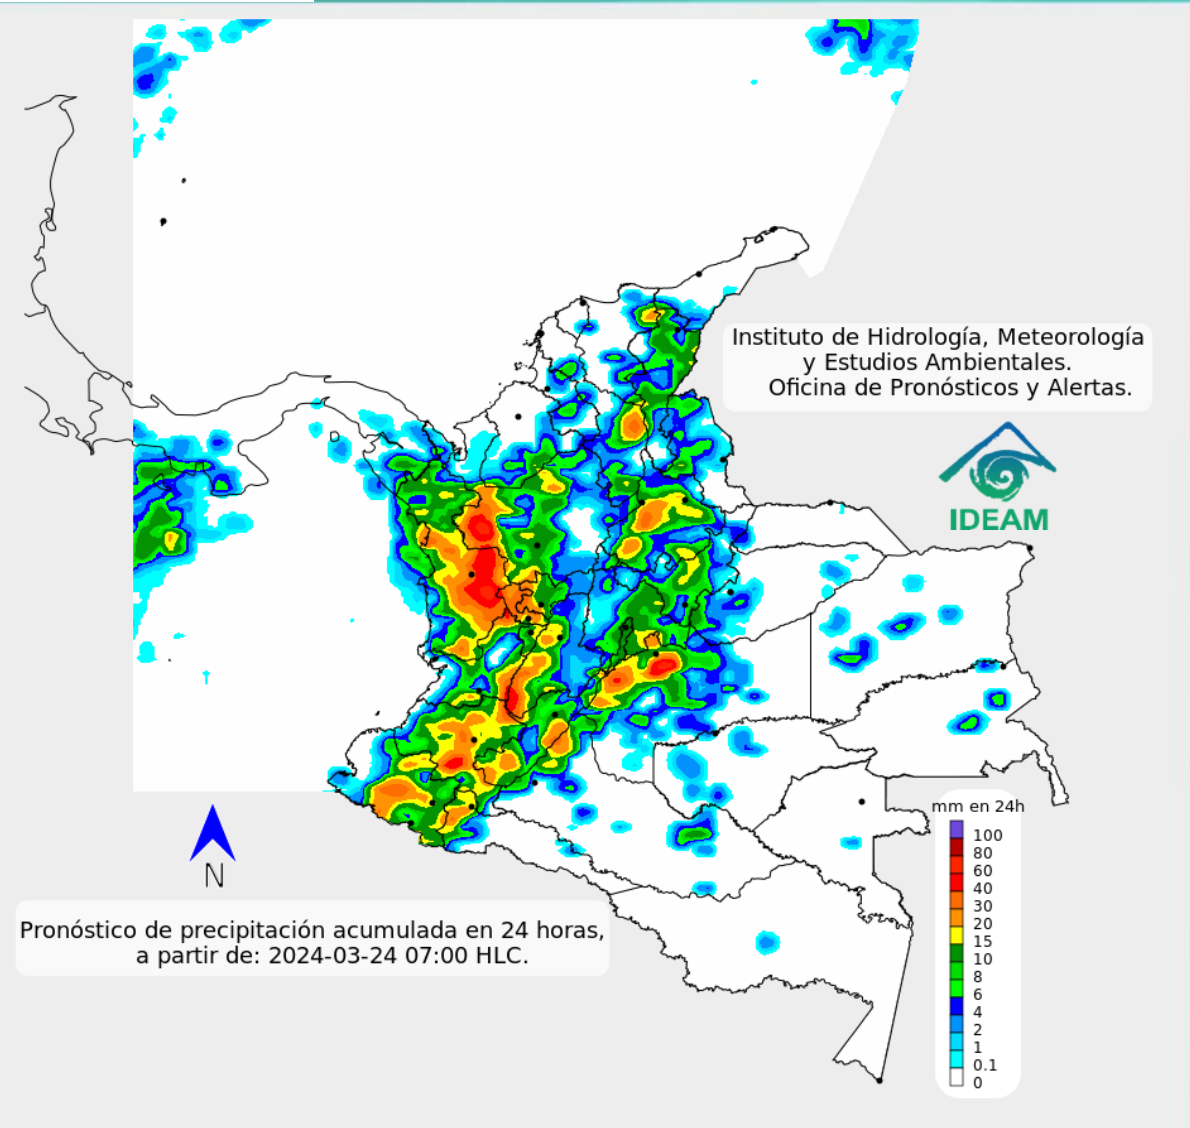 Instituto de Hidrología, Meteorología
y Estudios Ambientales.
Oficina de Pronósticos y Alertas.
IDEAM
mm en 24h
100
80
60
40
30
20
15
10
8
6
4
2
1
0.1
0
N
Pronóstico de precipitación acumulada en 24 horas,
a partir de: 2024-03-24 07:00 HLC.